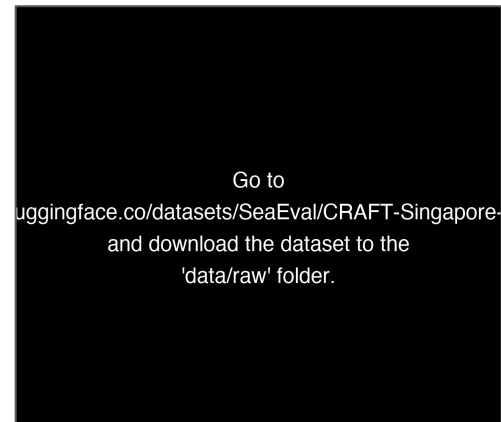 Go to
uggingface.co/datasets/SeaEval/CRAFT-Singapore-
and download the dataset to the
'data/raw' folder.